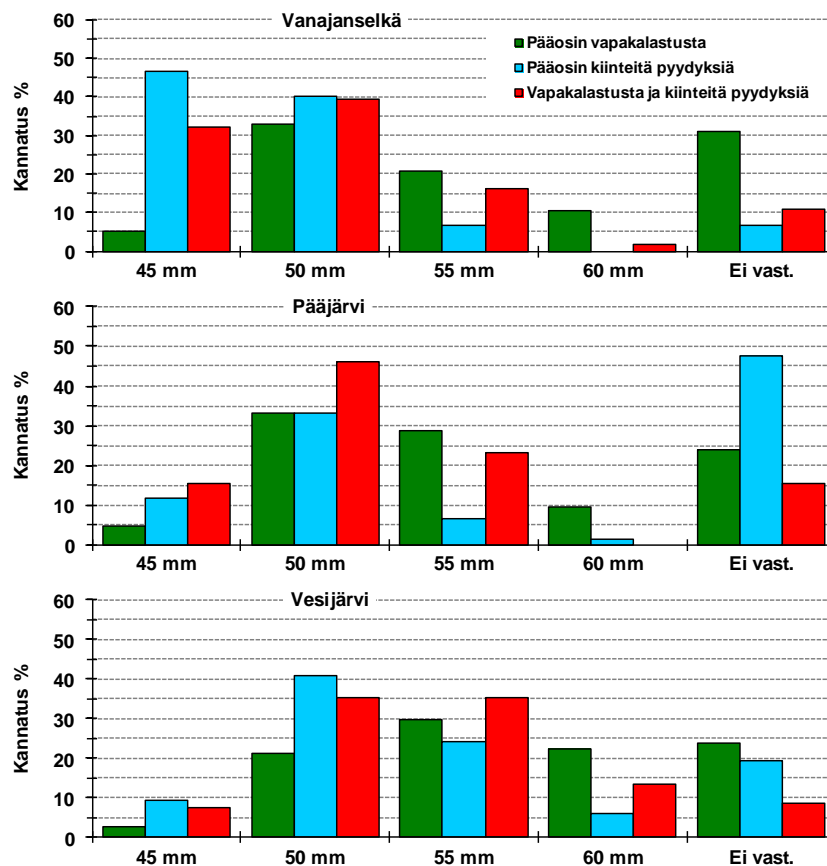 Vanajanselkä
Pääosin vapakalastusta
Pääosin kiinteitä pyydyksiä
Vapakalastusta ja kiinteitä pyydyksiä
Kannatus %
60
50
40
30
20
10
0
45 mm 50 mm 55 mm 60 mm Ei vast.
Pääjärvi
Kannatus %
60
50
40
30
20
10
0
45 mm 50 mm 55 mm 60 mm Ei vast.
Vesijärvi
Kannatus %
60
50
40
30
20
10
0
45 mm 50 mm 55 mm 60 mm Ei vast.